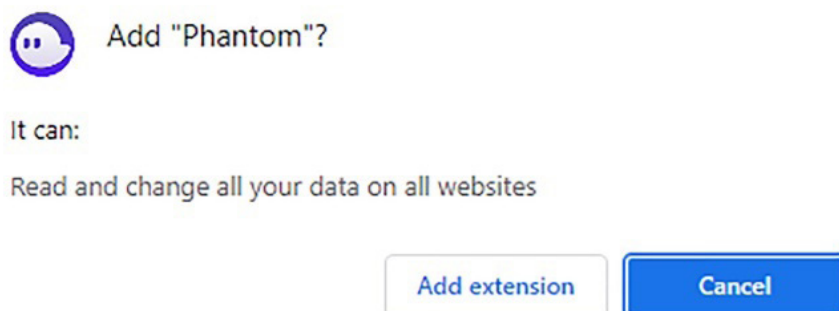 Add "Phantom"?
It can:
Read and change all your data on all websites
Add extension Cancel